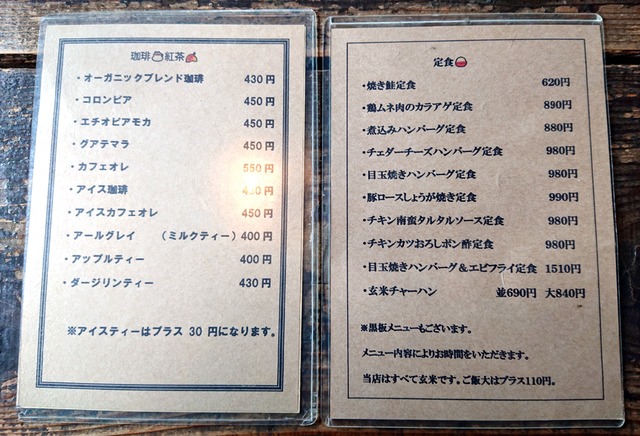 珈琲 紅茶
・オーガニックブレンド珈琲 430円
・コロンビア 450円
・エチオピアモカ 450円
・グアテマラ 450円
・カフェオレ 550円
・アイス珈琲
・アイスカフェオレ 450円
・アールグレイ （ミルクティー）400円
・アップルティー 400円
・ダージリンティー 430円
※アイスティーはプラス 30 円になります。
定食
・焼き鮭定食 620円
・鶏ムネ肉のカラアゲ定食 890円
・煮込みハンバーグ定食 880円
・チェダーチーズハンバーグ定食 980円
・目玉焼きハンバーグ定食 980円
・豚ロースしょうが焼き定食 990円
・チキン南蛮タルタルソース定食 980円
・チキンカツおろしポン酢定食 980円
・目玉焼きハンバーグ＆エビフライ定食 1510円
・玄米チャーハン 並690円 大840円
※黒板メニューもございます。
メニュー内容によりお時間をいただきます。
当店はすべて玄米です。ご飯大はプラス110円。